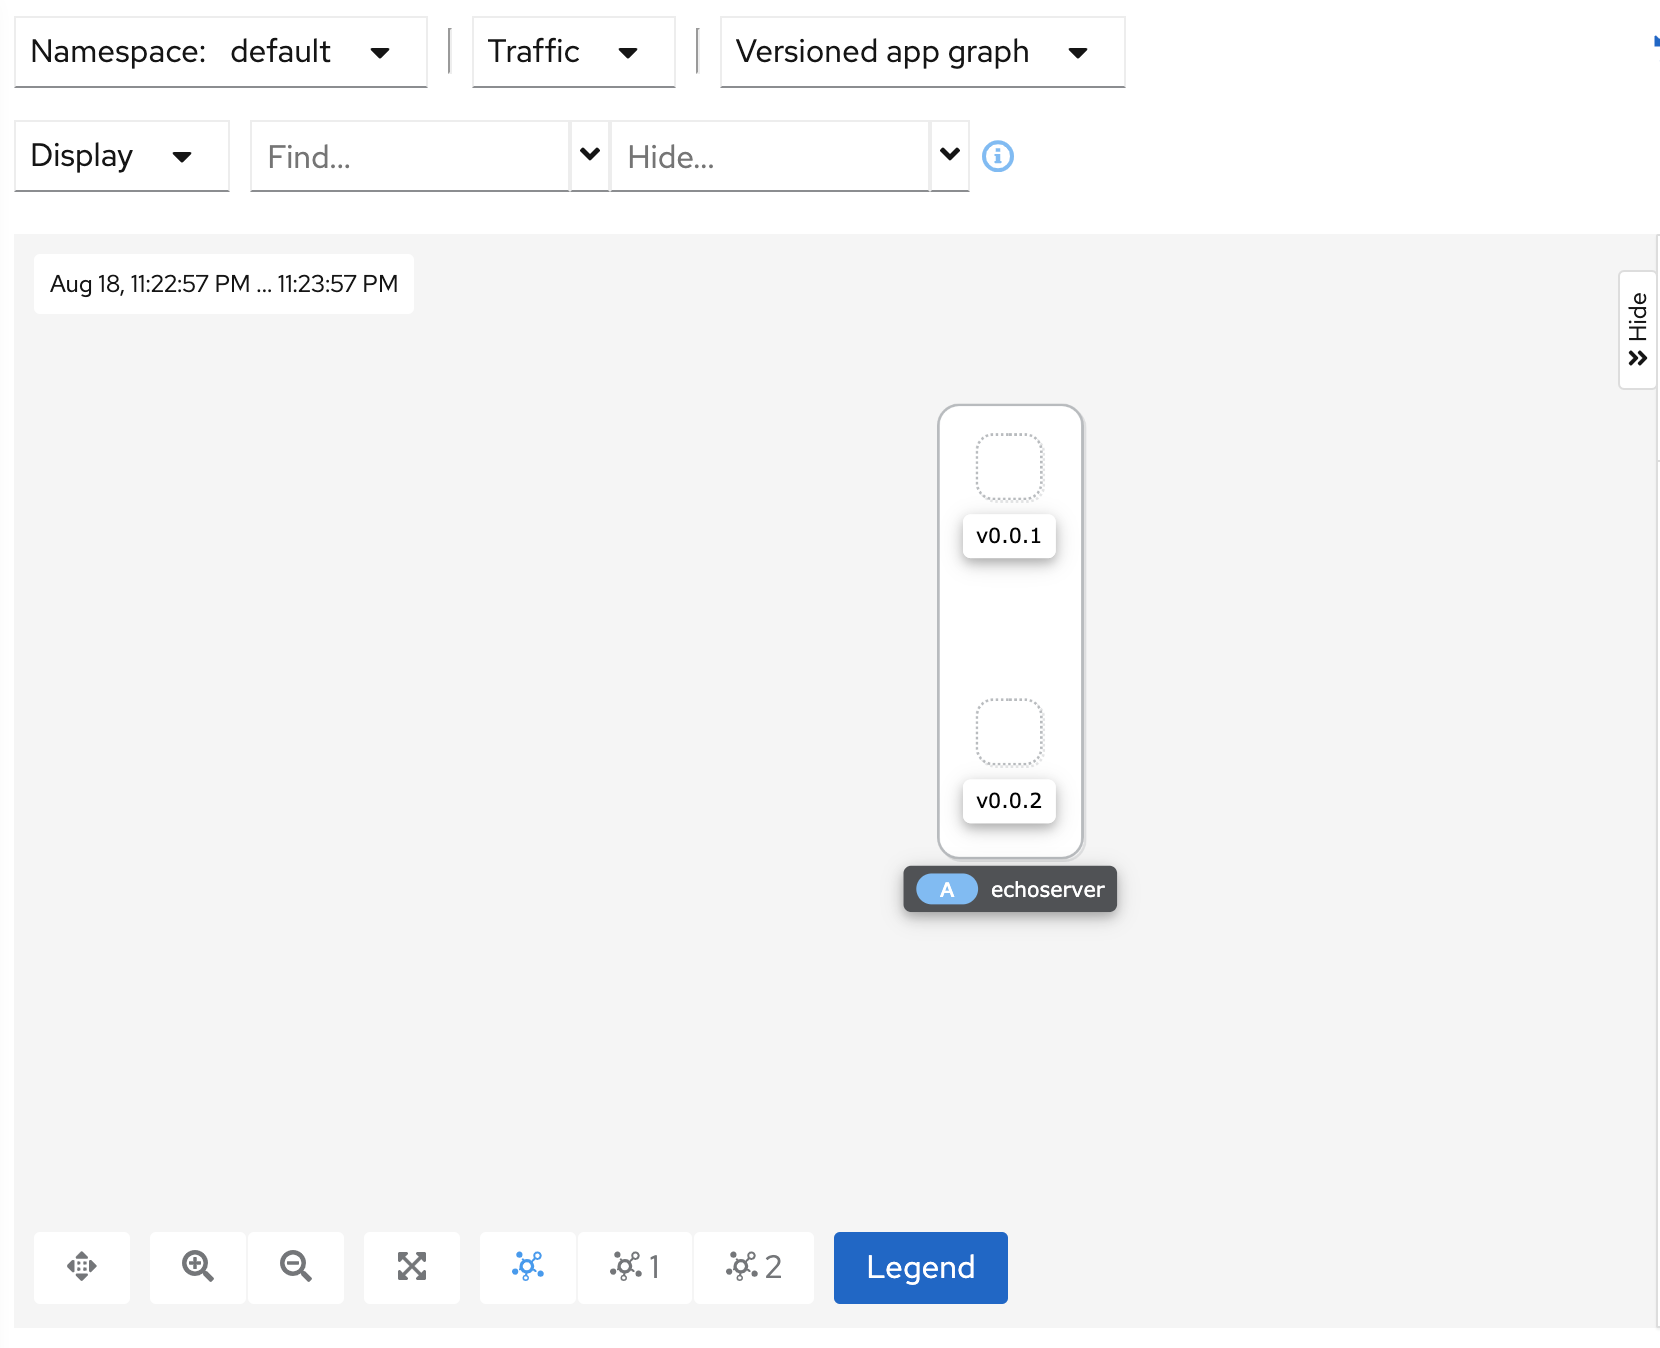 Namespace: default
Traffic
Versioned app graph
Display
Find...
Hide...
Aug 18, 11:22:57 PM ... 11:23:57 PM
Hide
v0.0.1
v0.0.2
A echoserver
1
2
Legend